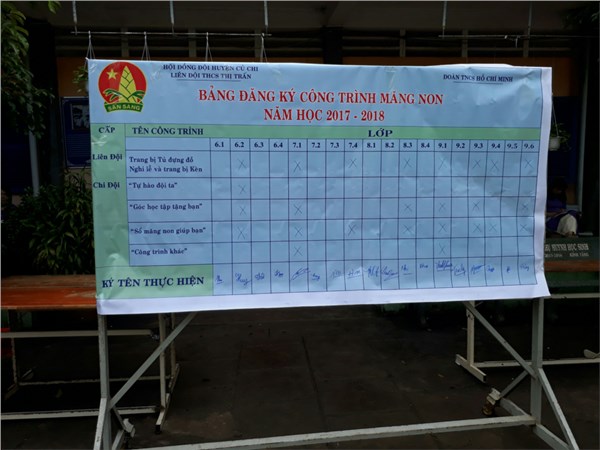 HỘI ĐỒNG ĐỘI HUYỆN CỦ CHI
LIÊN ĐỘI THCS THỊ TRẤN
ĐOÀN TNCS HỒ CHÍ MINH
SẴN SÀNG
BẢNG ĐĂNG KÝ CÔNG TRÌNH MĂNG NON
NĂM HỌC 2017 - 2018
CẤP TÊN CÔNG TRÌNH LỚP
6.1 6.2 6.3 6.4 7.1 7.2 7.3 7.4 8.1 8.2 8.3 8.4 9.1 9.2 9.3 9.4 9.5 9.6
Liên Đội Trang bị Tủ đựng đồ
Nghi lễ và trang bị Kèn
Chi Đội "Tự hào đội ta"
"Góc học tập tặng bạn"
"Sổ măng non giúp bạn"
"Công trình khác"
KÝ TÊN THỰC HIỆN